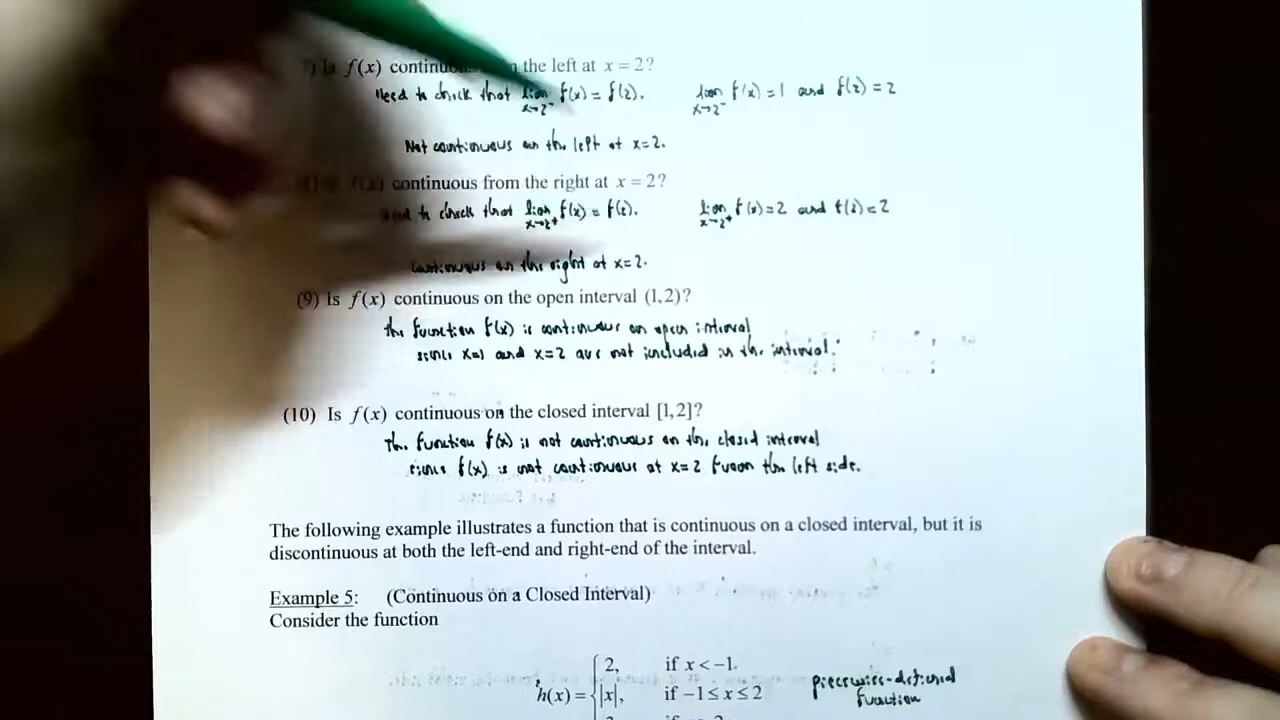 f(x) continuous the left at x = 2?
check that lim x→2⁻ f(x) = f(2). lim x→2⁻ f(x) = 1 and f(2) = 2
Not continuous on the left at x=2.
continuous from the right at x = 2?
to check that lim x→2⁺ f(x) = f(2). lim x→2⁺ f(x) = 2 and f(2) = 2
Continuous on the right at x=2.
(9) Is f(x) continuous on the open interval (1,2)?
The function f(x) is continuous on open interval
since x=1 and x=2 are not included in the interval.
(10) Is f(x) continuous on the closed interval [1,2]?
The function f(x) is not continuous on the closed interval
since f(x) is not continuous at x=2 from the left side.
The following example illustrates a function that is continuous on a closed interval, but it is
discontinuous at both the left-end and right-end of the interval.
Example 5: (Continuous on a Closed Interval)
Consider the function
2, if x < −1.
h(x) = { |x|, if −1 ≤ x ≤ 2 piecewise-defined
function